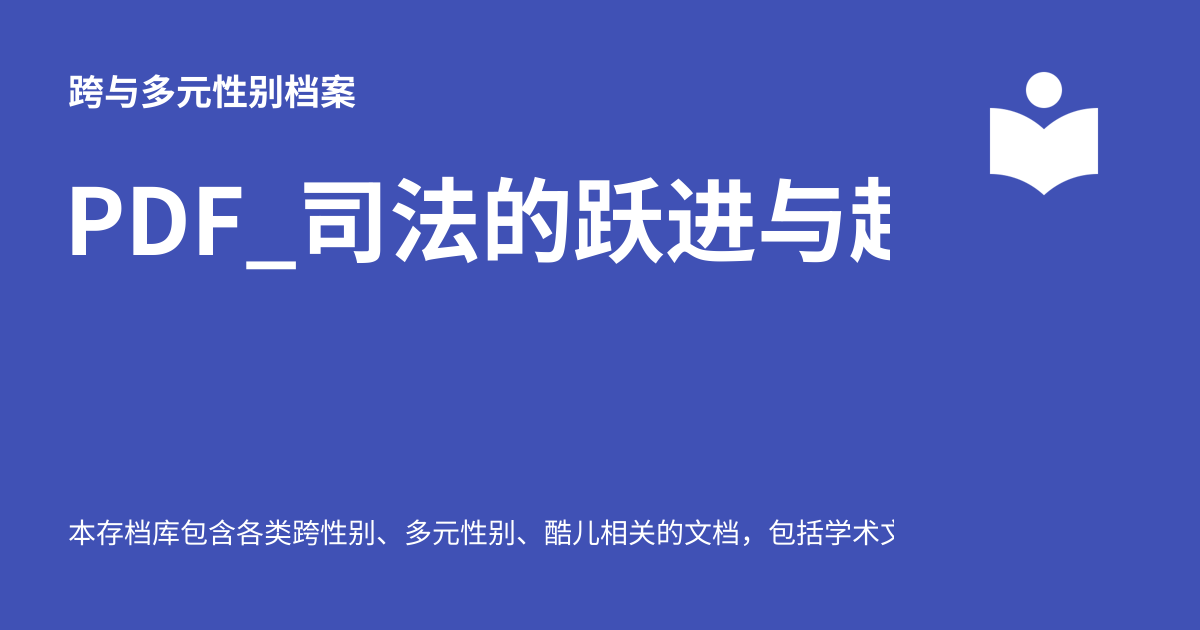 跨与多元性别档案
PDF_司法的跃进与
本存档库包含各类跨性别、多元性别、酷儿相关的文档，包括学术